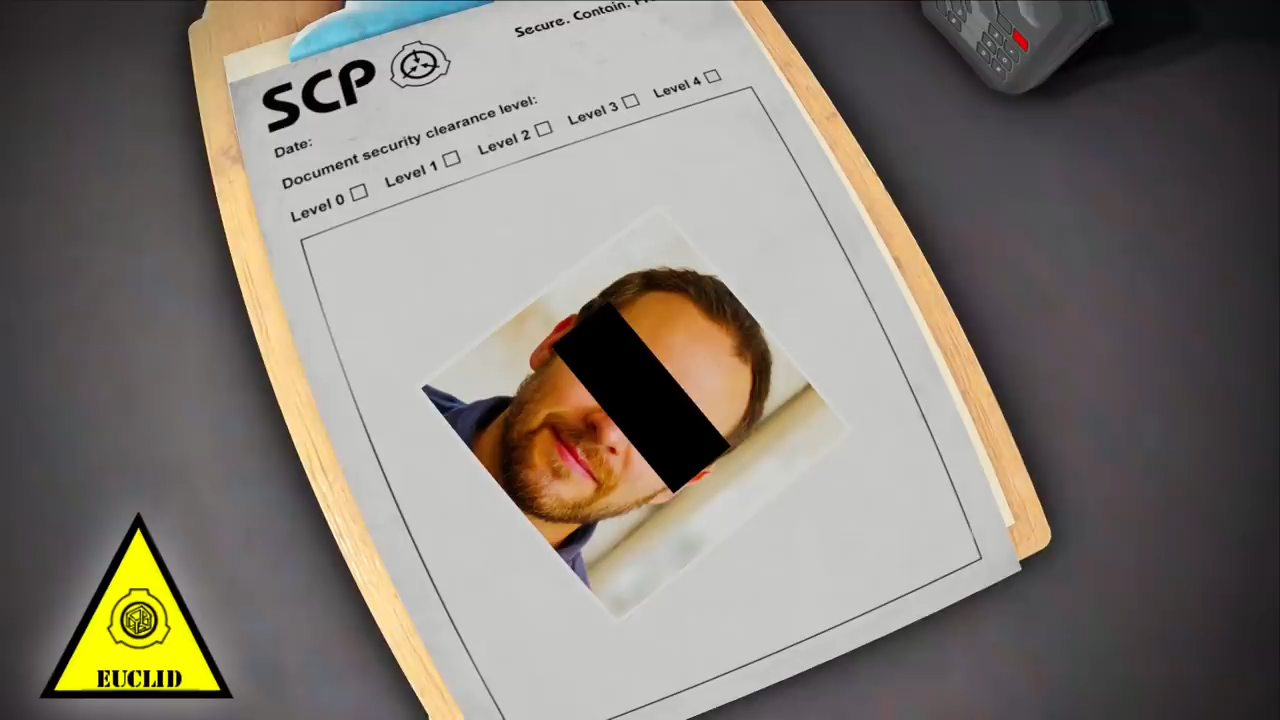 Secure. Contain.
SCP
Date:
Document security clearance level:
Level 0 Level 1 Level 2 Level 3 Level 4
EUCLID